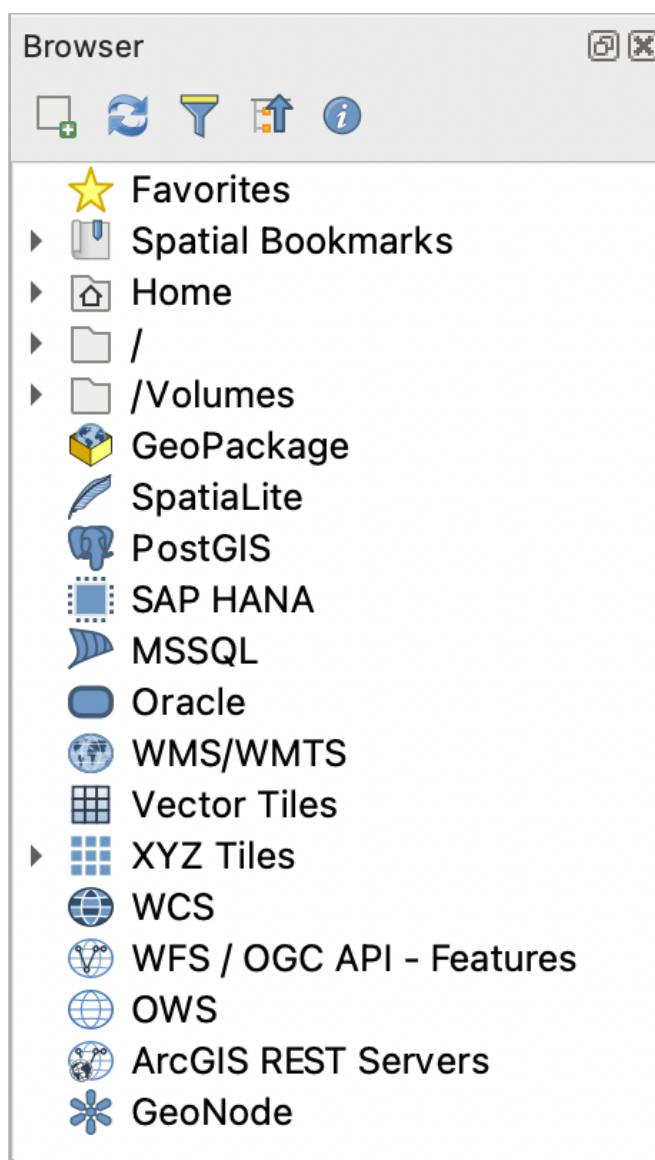 Browser
Favorites
Spatial Bookmarks
Home
/
/Volumes
GeoPackage
SpatiaLite
PostGIS
SAP HANA
MSSQL
Oracle
WMS/WMTS
Vector Tiles
XYZ Tiles
WCS
WFS / OGC API - Features
OWS
ArcGIS REST Servers
GeoNode